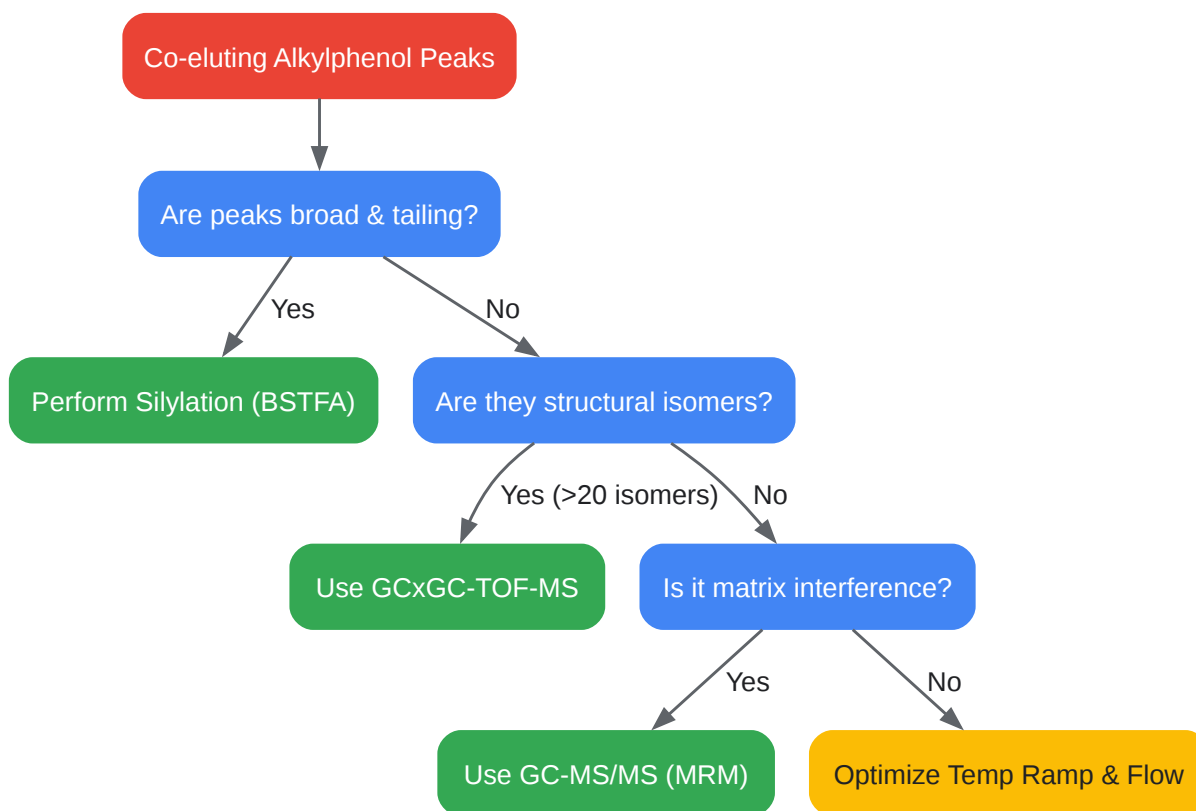 Co-eluting Alkylphenol Peaks
Are peaks broad & tailing?
Yes
No
Perform Silylation (BSTFA)
Are they structural isomers?
Yes (>20 isomers)
No
Use GCxGC-TOF-MS
Is it matrix interference?
Yes
No
Use GC-MS/MS (MRM)
Optimize Temp Ramp & Flow